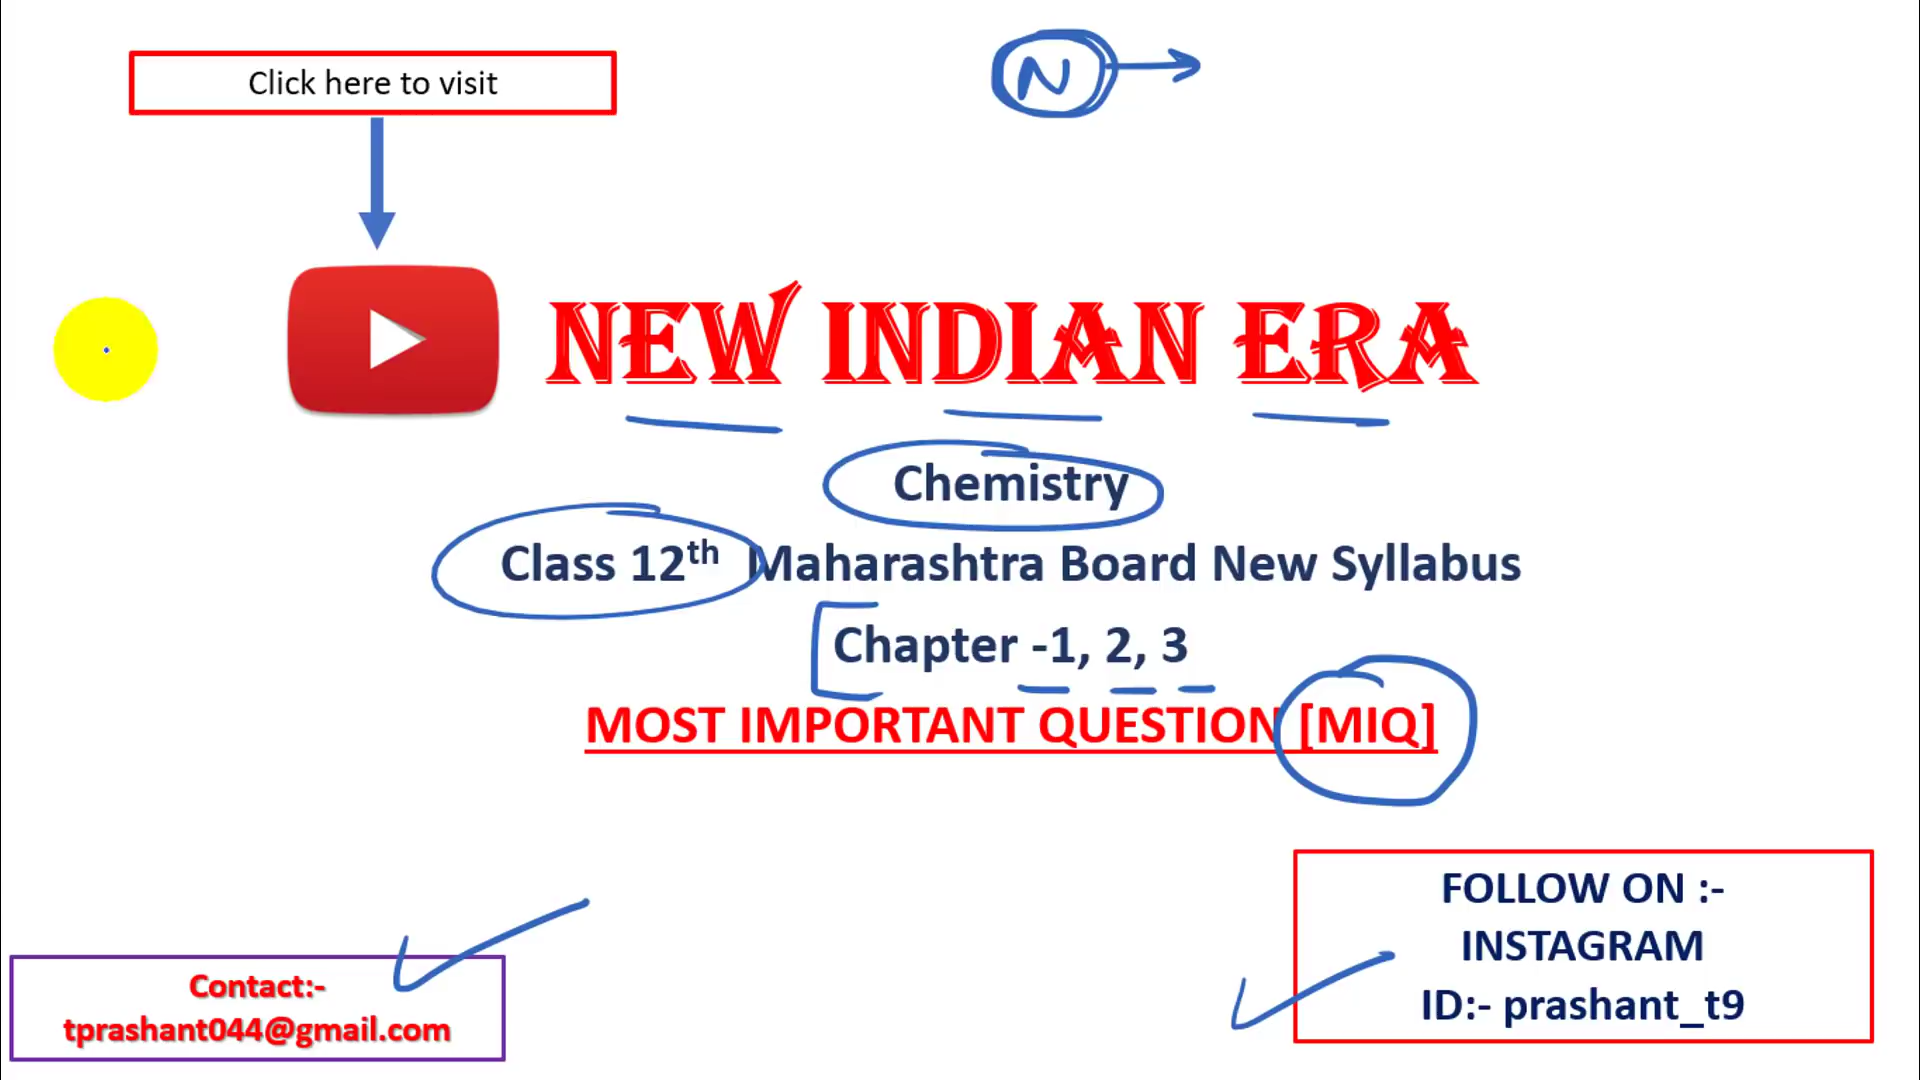 N
Click here to visit
NEW INDIAN ERA
Chemistry
Class 12th Maharashtra Board New Syllabus
Chapter -1, 2, 3
MOST IMPORTANT QUESTION [MIQ]
FOLLOW ON :-
INSTAGRAM
ID:- prashant_t9
Contact:-
tprashant044@gmail.com